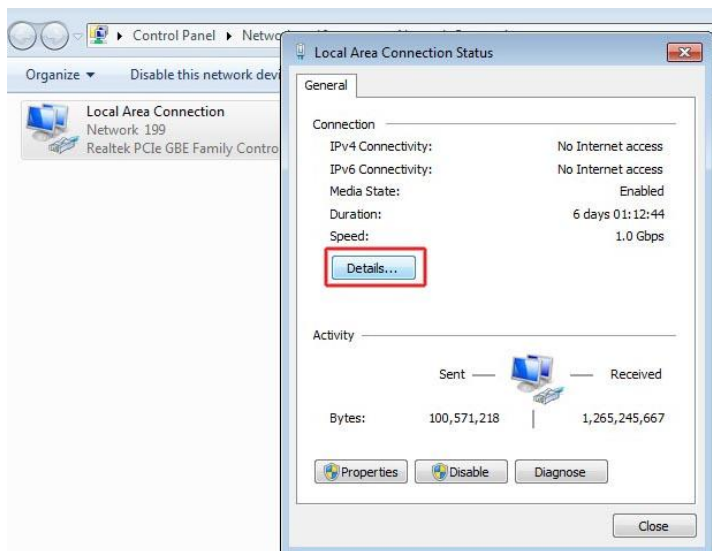 Control Panel ▸ Netwo
Organize ▾ Disable this network devi
Local Area Connection
Network 199
Realtek PCIe GBE Family Contro
Local Area Connection Status
General
Connection
IPv4 Connectivity: No Internet access
IPv6 Connectivity: No Internet access
Media State: Enabled
Duration: 6 days 01:12:44
Speed: 1.0 Gbps
Details...
Activity
Sent — — Received
Bytes: 100,571,218 | 1,265,245,667
Properties Disable Diagnose
Close